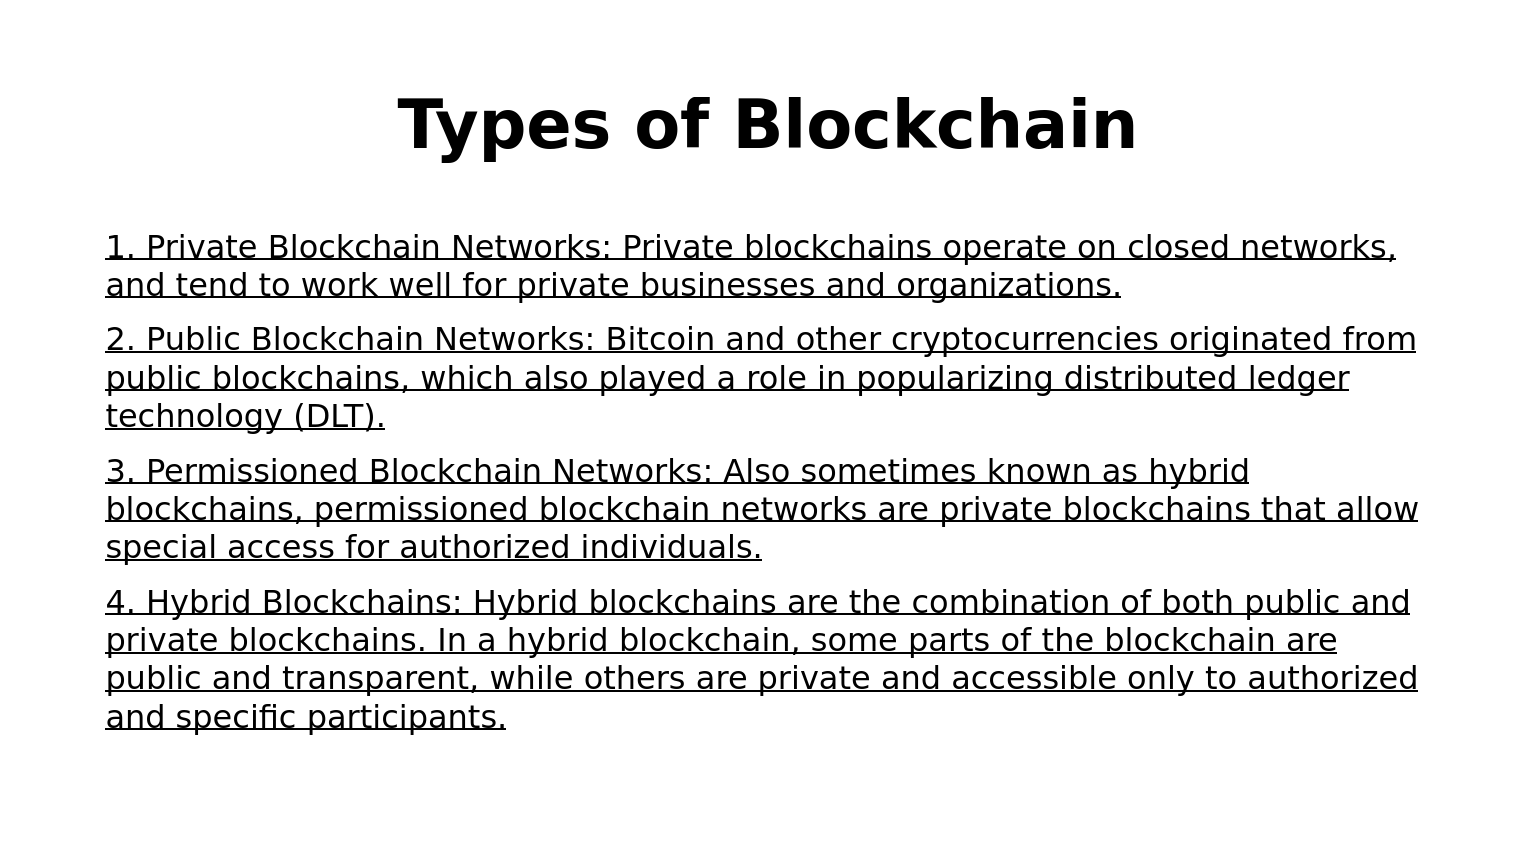 Types of Blockchain
1. Private Blockchain Networks: Private blockchains operate on closed networks,
and tend to work well for private businesses and organizations.
2. Public Blockchain Networks: Bitcoin and other cryptocurrencies originated from
public blockchains, which also played a role in popularizing distributed ledger
technology (DLT).
3. Permissioned Blockchain Networks: Also sometimes known as hybrid
blockchains, permissioned blockchain networks are private blockchains that allow
special access for authorized individuals.
4. Hybrid Blockchains: Hybrid blockchains are the combination of both public and
private blockchains. In a hybrid blockchain, some parts of the blockchain are
public and transparent, while others are private and accessible only to authorized
and specific participants.